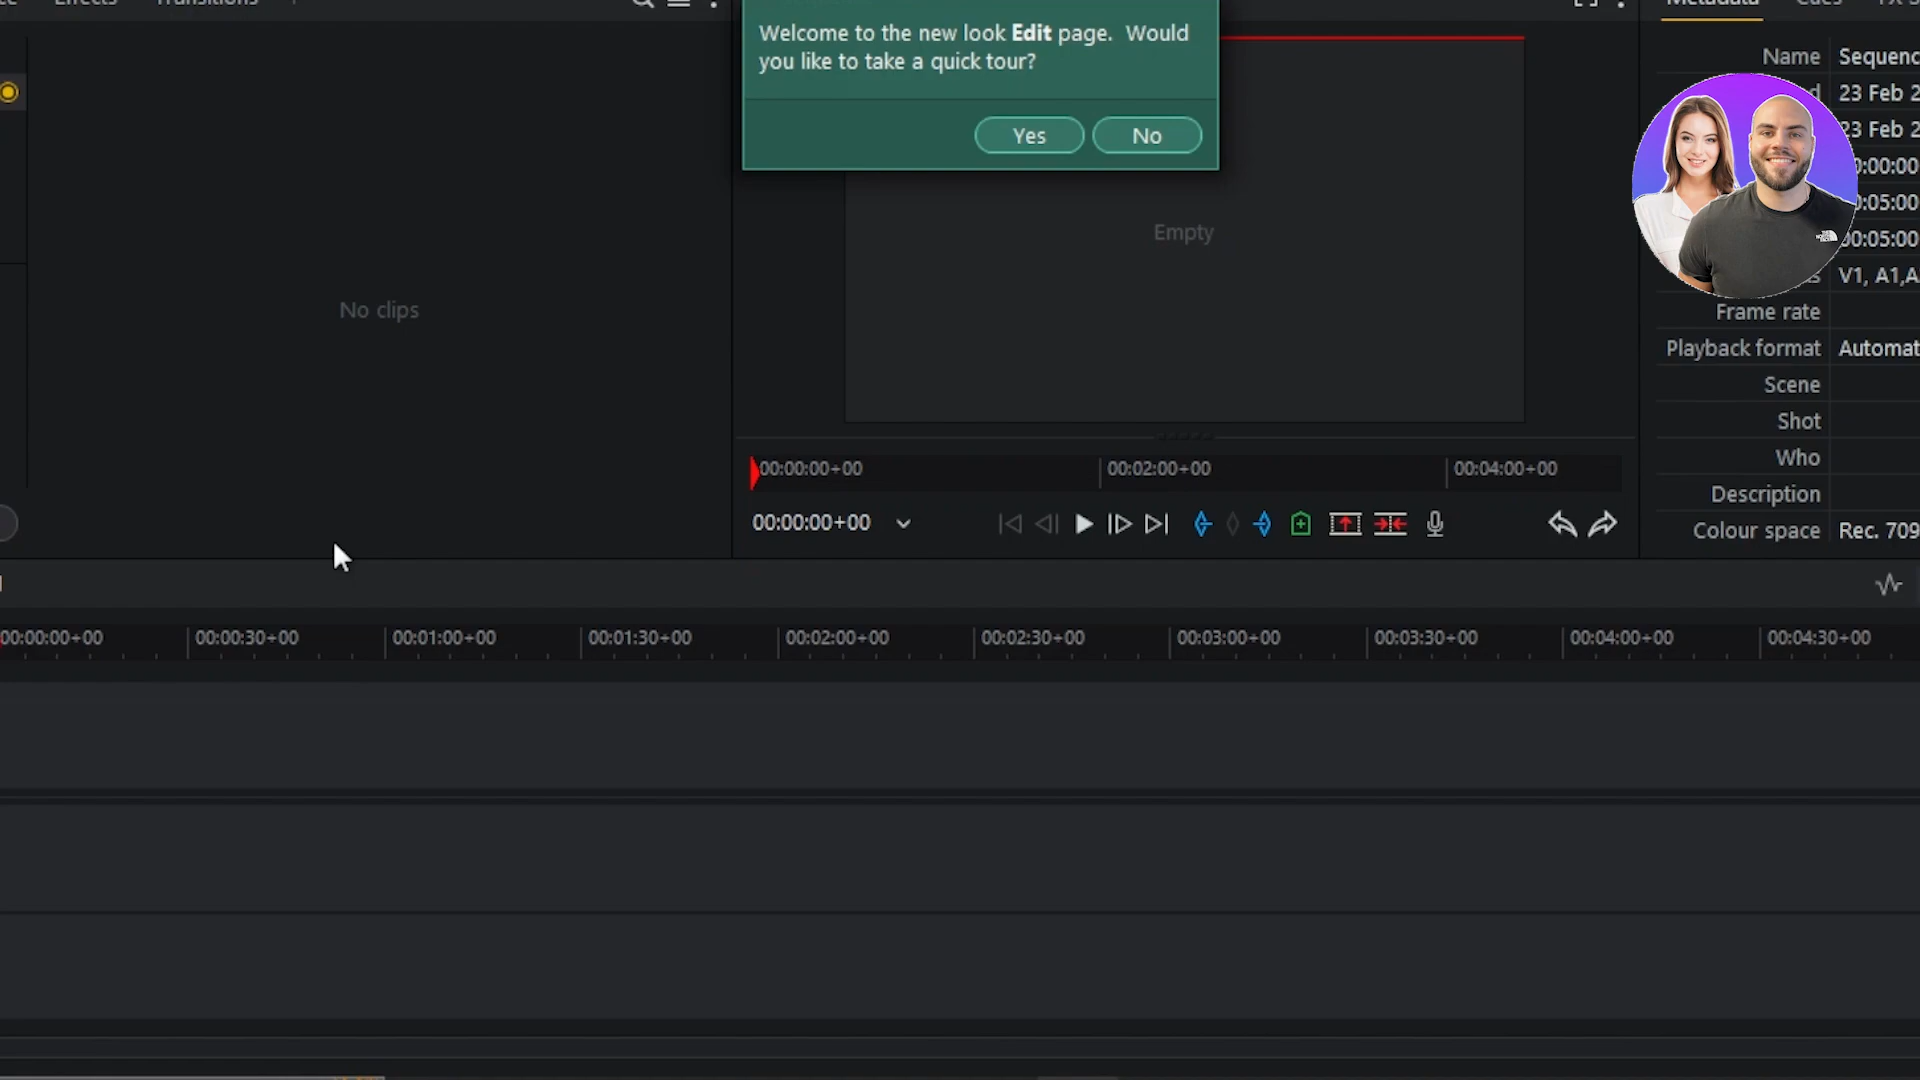 Effects
Transitions
Metadata
Cues
Welcome to the new look Edit page. Would
you like to take a quick tour?
Yes
No
Empty
No clips
Name
Sequenc
23 Feb 2
23 Feb 2
0:00:00
0:05:00
00:05:00
V1, A1,A
Frame rate
Playback format
Automat
Scene
Shot
Who
Description
Colour space
Rec. 709
00:00:00+00
00:02:00+00
00:04:00+00
00:00:00+00
00:00:00+00
00:00:30+00
00:01:00+00
00:01:30+00
00:02:00+00
00:02:30+00
00:03:00+00
00:03:30+00
00:04:00+00
00:04:30+00